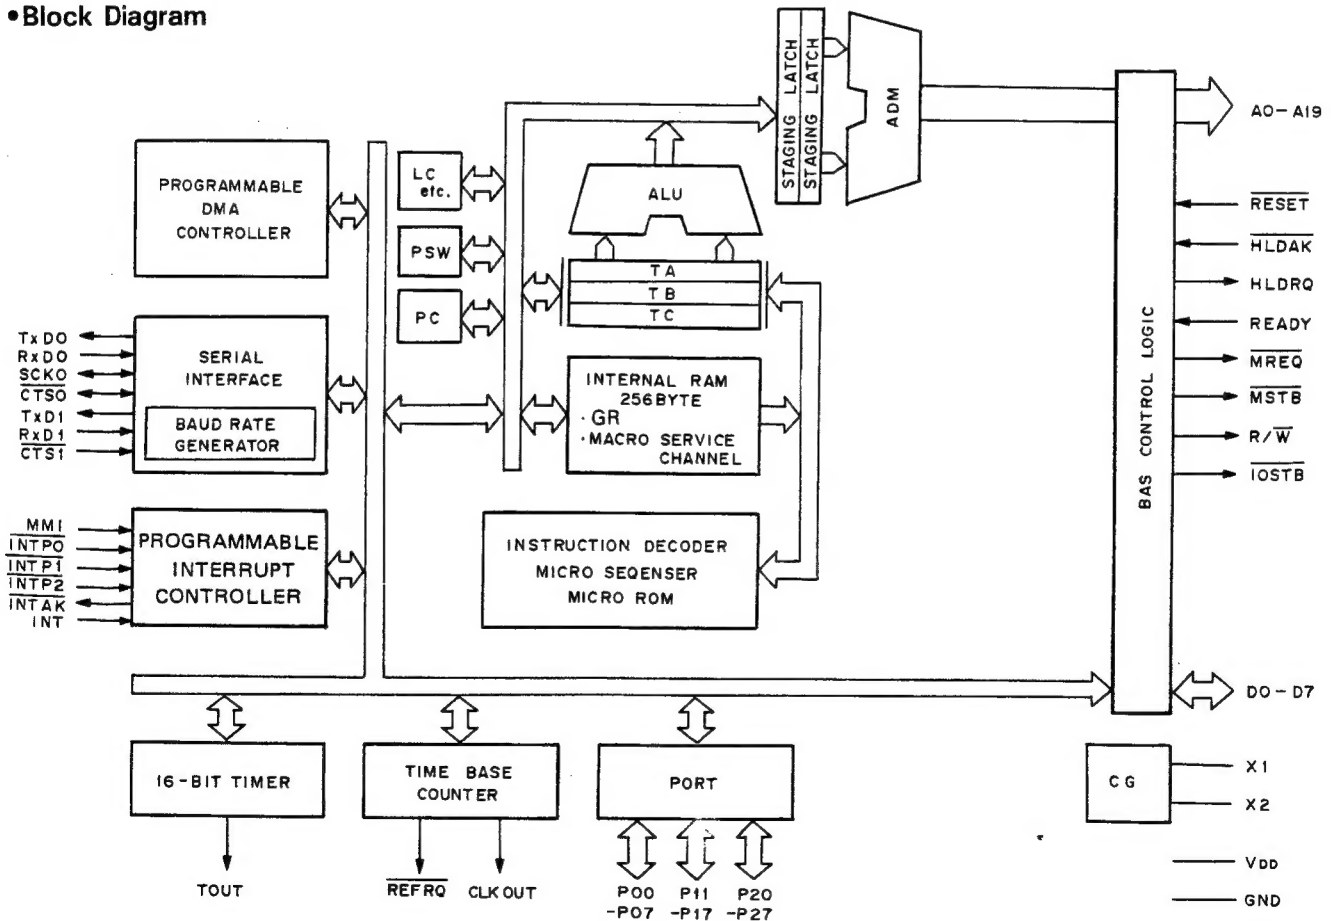 •Block Diagram
PROGRAMMABLE
DMA
CONTROLLER
LC
etc.
PSW
PC
ALU
TA
TB
TC
STAGING LATCH
STAGING LATCH
ADM
BAS CONTROL LOGIC
A0-A19
RESET
HLDAK
HLDRQ
READY
MREQ
MSTB
R/W
IOSTB
D0-D7
TxD0
RxD0
SCK0
CTS0
TxD1
RxD1
CTS1
SERIAL
INTERFACE
BAUD RATE
GENERATOR
INTERNAL RAM
256BYTE
· GR
· MACRO SERVICE
CHANNEL
MMI
INTP0
INTP1
INTP2
INTAK
INT
PROGRAMMABLE
INTERRUPT
CONTROLLER
INSTRUCTION DECODER
MICRO SEQENSER
MICRO ROM
16-BIT TIMER
TIME BASE
COUNTER
PORT
CG
X1
X2
TOUT
REFRQ
CLKOUT
P00
-P07
P11
-P17
P20
-P27
VDD
GND